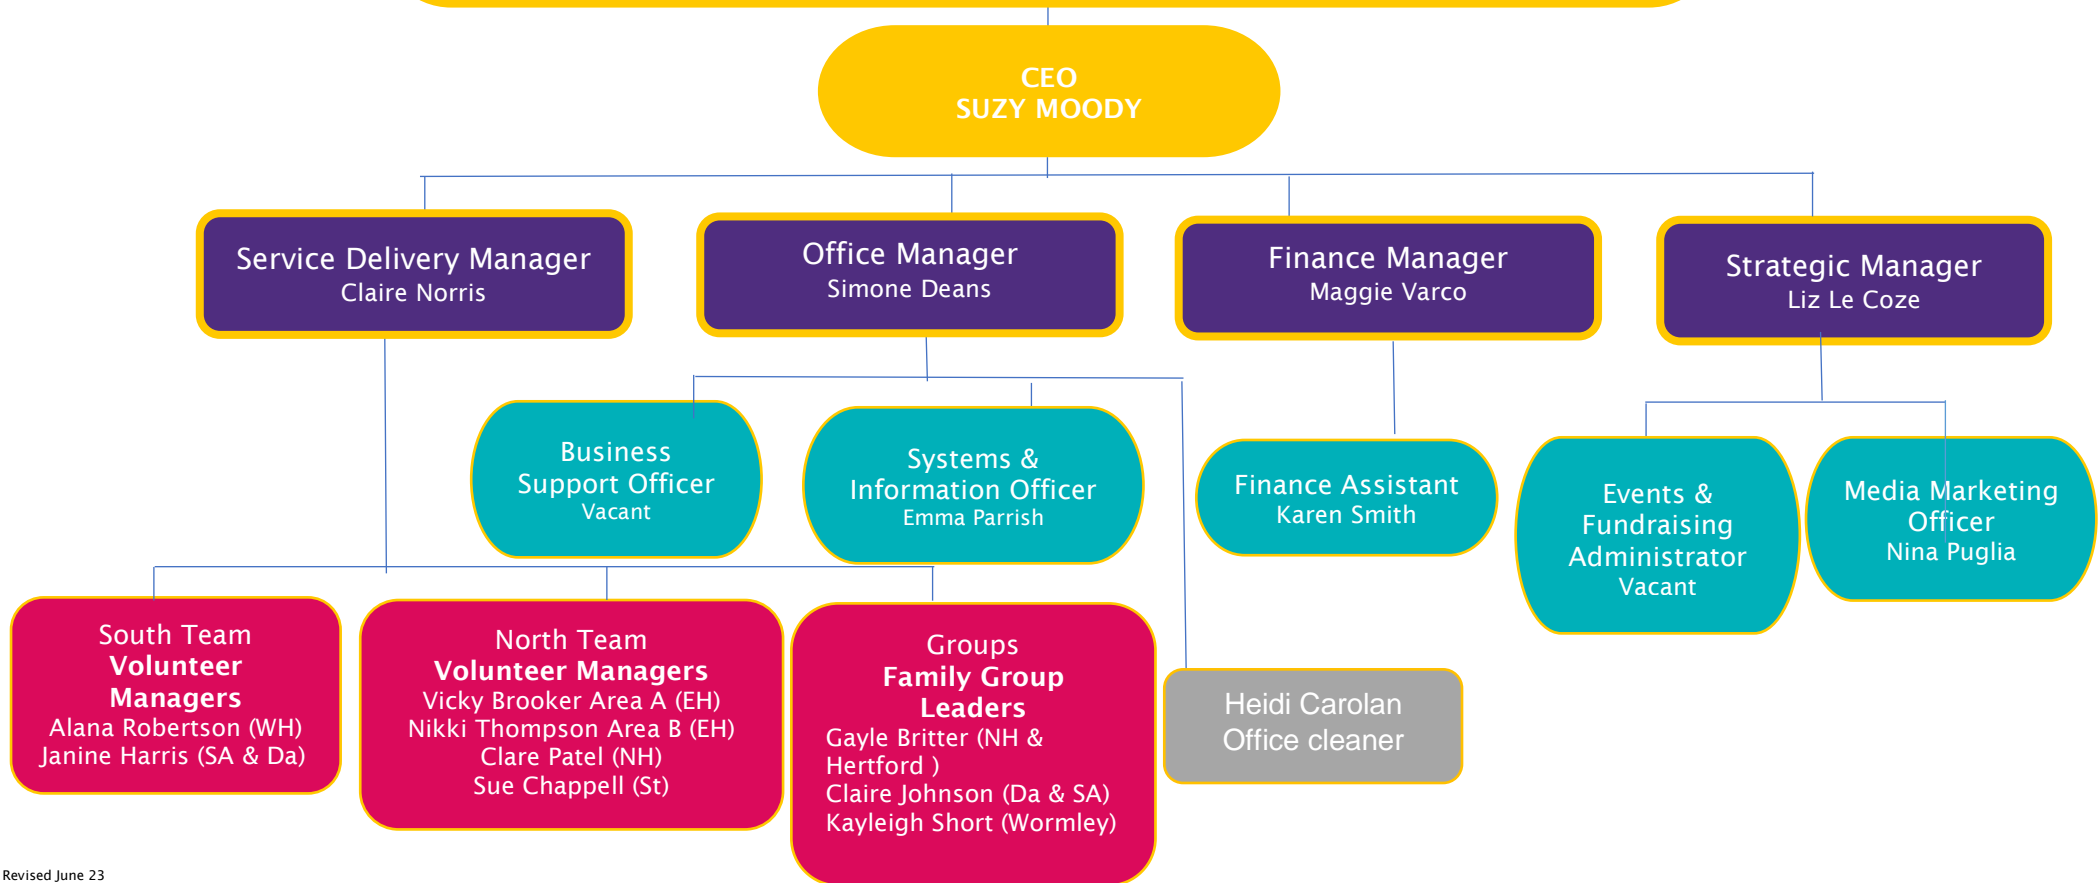 CEO
SUZY MOODY
Service Delivery Manager
Claire Norris
Office Manager
Simone Deans
Finance Manager
Maggie Varco
Strategic Manager
Liz Le Coze
Business
Support Officer
Vacant
Systems &
Information Officer
Emma Parrish
Finance Assistant
Karen Smith
Events &
Fundraising
Administrator
Vacant
Media Marketing
Officer
Nina Puglia
South Team
Volunteer
Managers
Alana Robertson (WH)
Janine Harris (SA & Da)
North Team
Volunteer Managers
Vicky Brooker Area A (EH)
Nikki Thompson Area B (EH)
Clare Patel (NH)
Sue Chappell (St)
Groups
Family Group
Leaders
Gayle Britter (NH &
Hertford )
Claire Johnson (Da & SA)
Kayleigh Short (Wormley)
Heidi Carolan
Office cleaner
Revised June 23